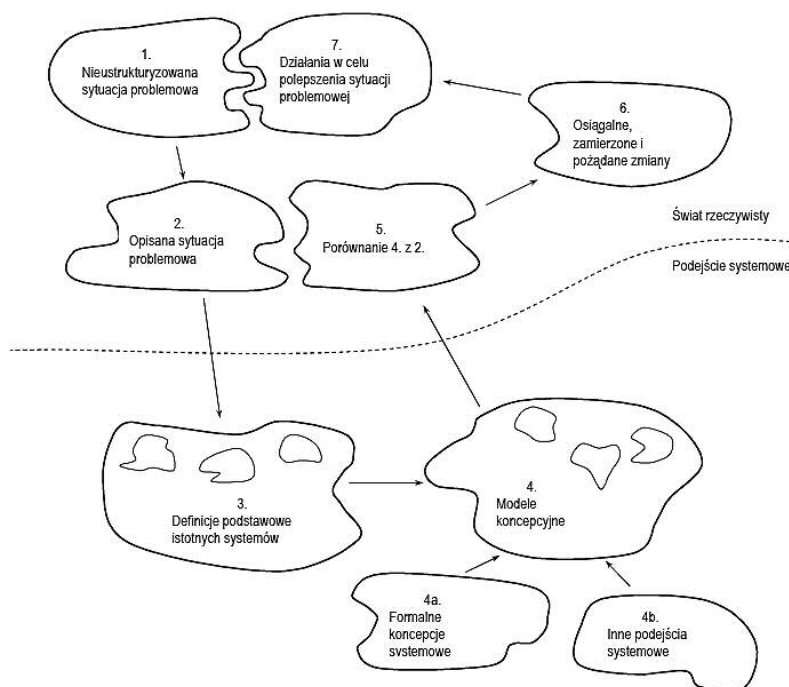 1.
Nieustrukturyzowana
sytuacja problemowa
7.
Działania w celu
polepszenia sytuacji
problemowej
6.
Osiągalne,
zamierzone i
pożądane zmiany
2.
Opisana sytuacja
problemowa
5.
Porównanie 4. z 2.
Świat rzeczywisty
Podejście systemowe
3.
Definicje podstawowe
istotnych systemów
4.
Modele
koncepcyjne
4a.
Formalne
koncepcje
systemowe
4b.
Inne podejścia
systemowe